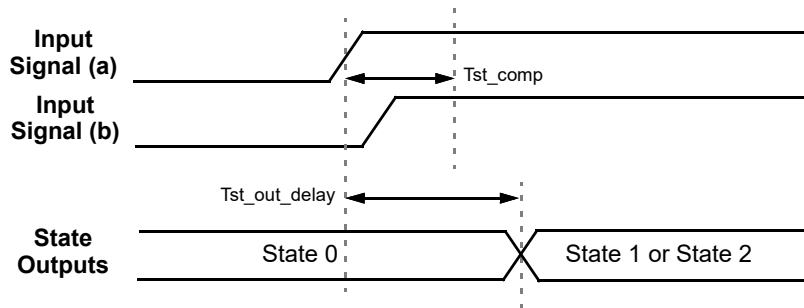 Input
Signal (a)
Tst_comp
Input
Signal (b)
Tst_out_delay
State
Outputs
State 0
State 1 or State 2